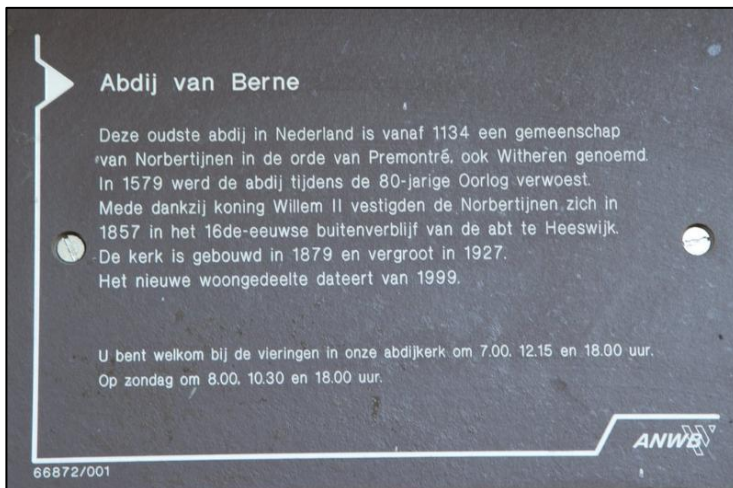 Abdij van Berne
Deze oudste abdij in Nederland is vanaf 1134 een gemeenschap
van Norbertijnen in de orde van Premontré, ook Witheren genoemd.
In 1579 werd de abdij tijdens de 80-jarige Oorlog verwoest.
Mede dankzij koning Willem II vestigden de Norbertijnen zich in
1857 in het 16de-eeuwse buitenverblijf van de abt te Heeswijk.
De kerk is gebouwd in 1879 en vergroot in 1927.
Het nieuwe woongedeelte dateert van 1999.
U bent welkom bij de vieringen in onze abdijkerk om 7.00, 12.15 en 18.00 uur.
Op zondag om 8.00, 10.30 en 18.00 uur.
ANWB
66872/001